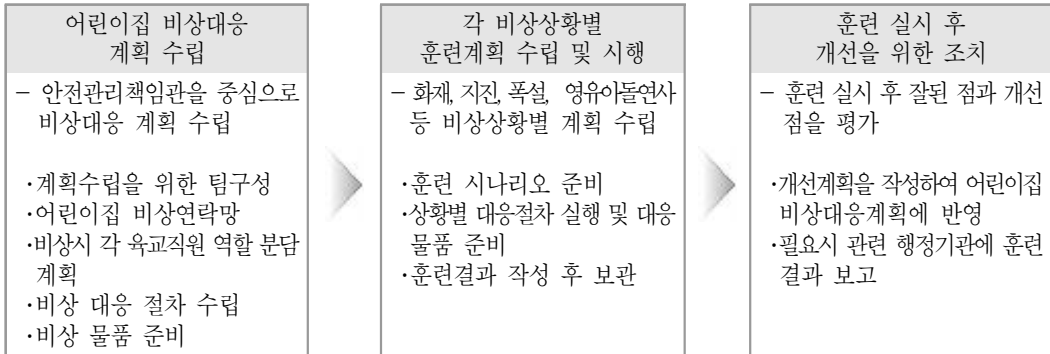 어린이집 비상대응
계획 수립
- 안전관리책임관을 중심으로
비상대응 계획 수립
·계획수립을 위한 팀구성
·어린이집 비상연락망
·비상시 각 육교직원 역할 분담
계획
·비상 대응 절차 수립
·비상 물품 준비
각 비상상황별
훈련계획 수립 및 시행
- 화재, 지진, 폭설, 영유아돌연사
등 비상상황별 계획 수립
·훈련 시나리오 준비
·상황별 대응절차 실행 및 대응
물품 준비
·훈련결과 작성 후 보관
훈련 실시 후
개선을 위한 조치
- 훈련 실시 후 잘된 점과 개선
점을 평가
·개선계획을 작성하여 어린이집
비상대응계획에 반영
·필요시 관련 행정기관에 훈련
결과 보고